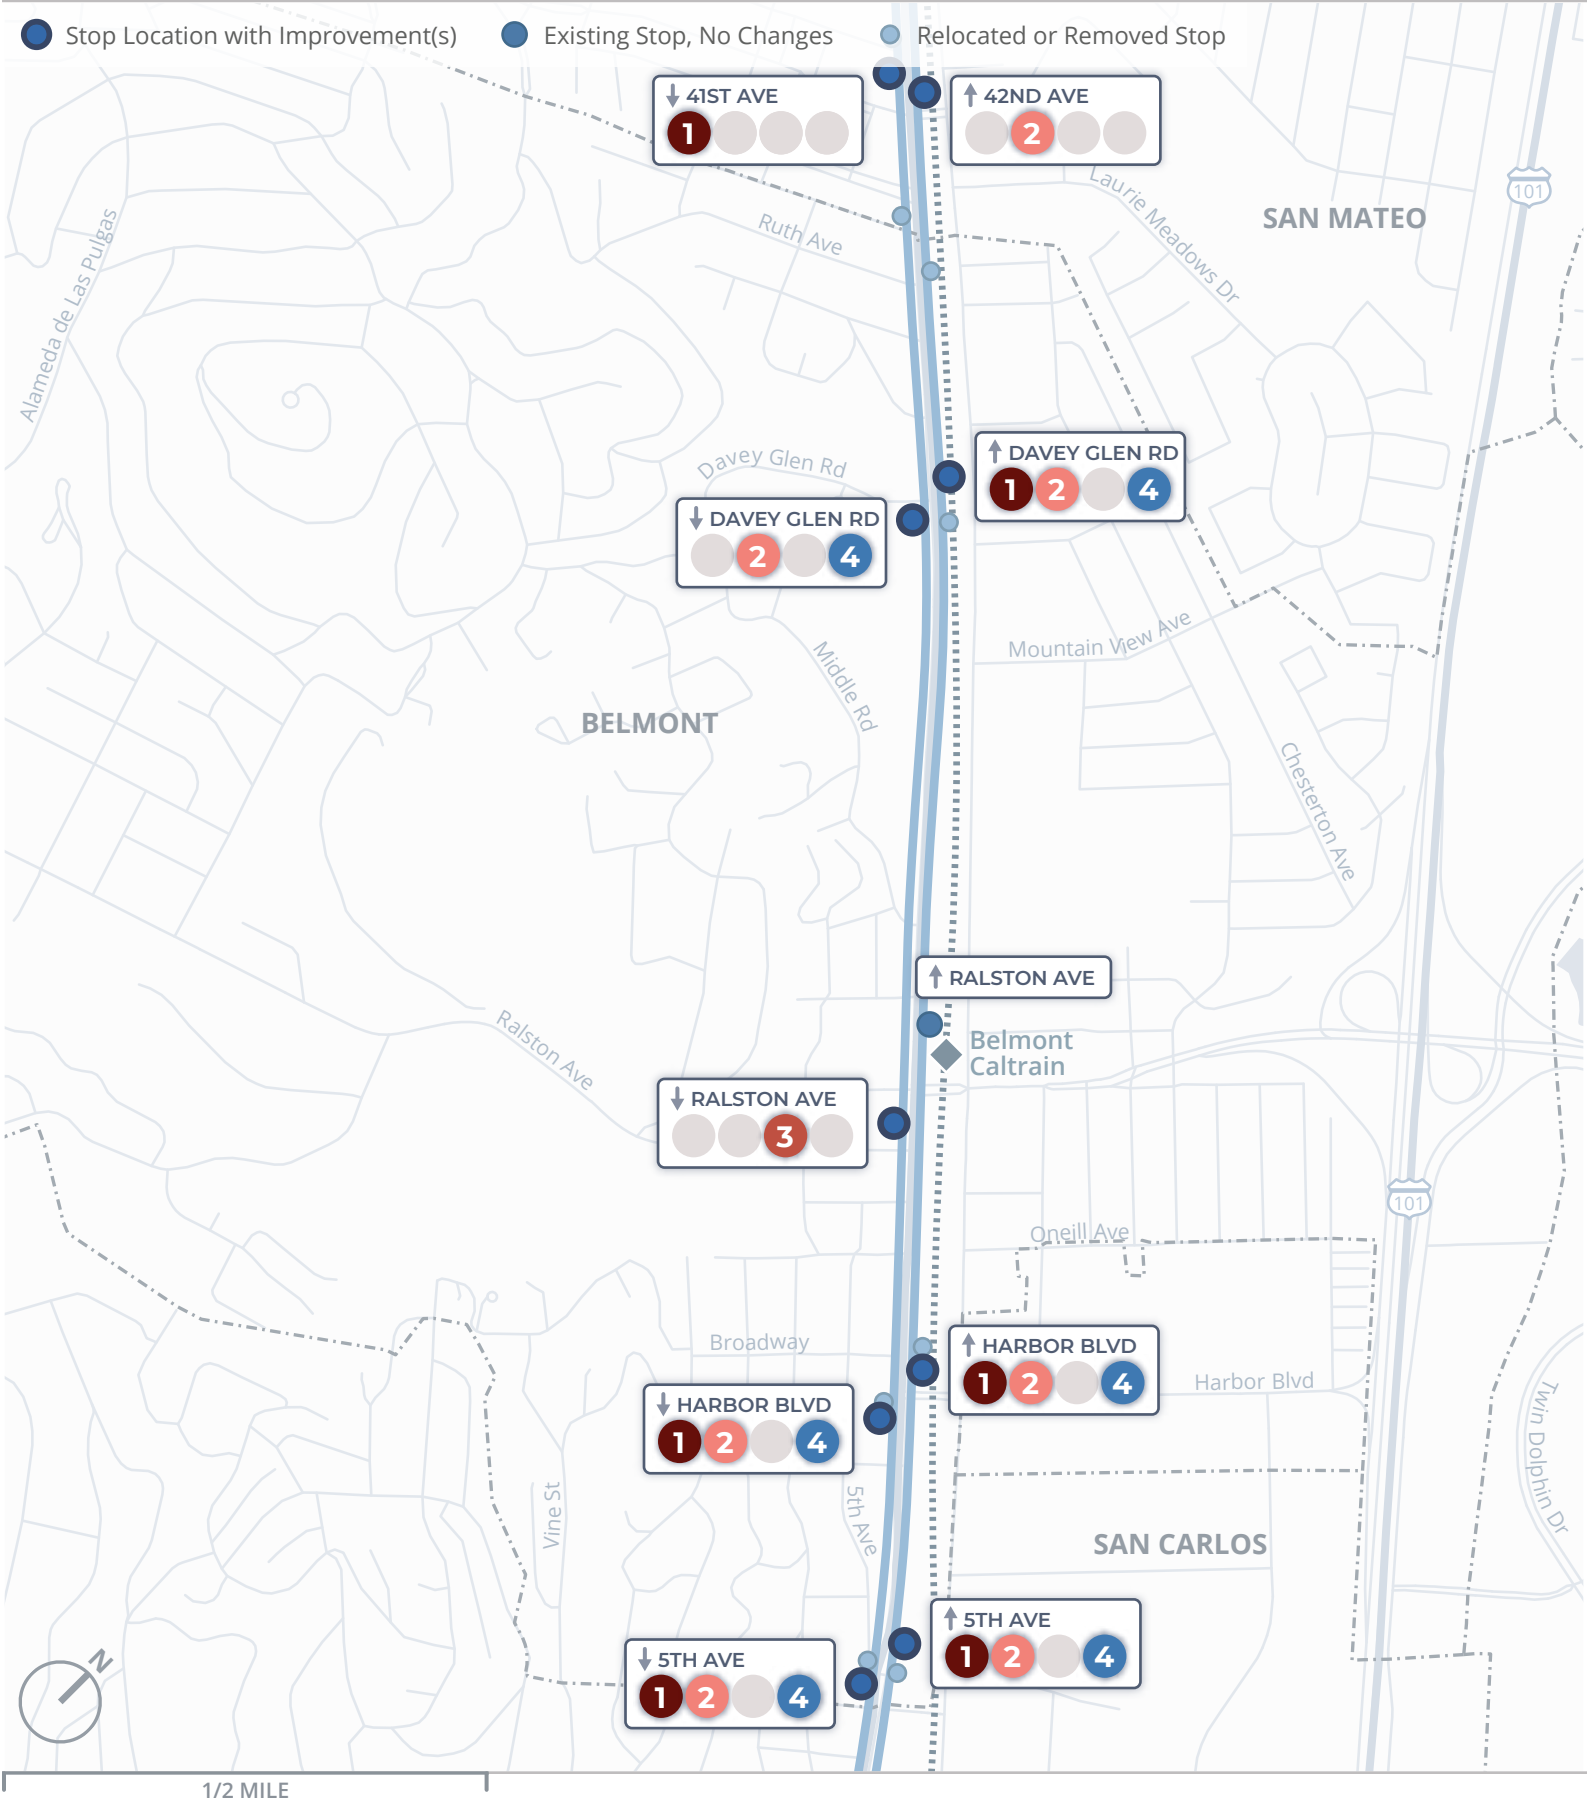 Stop Location with Improvement(s)
Existing Stop, No Changes
Relocated or Removed Stop
41ST AVE
1
42ND AVE
2
101
Laurie Meadows Dr
SAN MATEO
Alameda de Las Pulgas
Ruth Ave
DAVEY GLEN RD
1 2 4
Davey Glen Rd
DAVEY GLEN RD
2 4
Mountain View Ave
Middle Rd
BELMONT
Chesterton Ave
RALSTON AVE
Belmont
Caltrain
Ralston Ave
RALSTON AVE
3
101
Oneill Ave
Broadway
HARBOR BLVD
1 2 4
Harbor Blvd
HARBOR BLVD
1 2 4
Twin Dolphin Dr
Vine St
5th Ave
SAN CARLOS
5TH AVE
1 2 4
5TH AVE
1 2 4
N
1/2 MILE